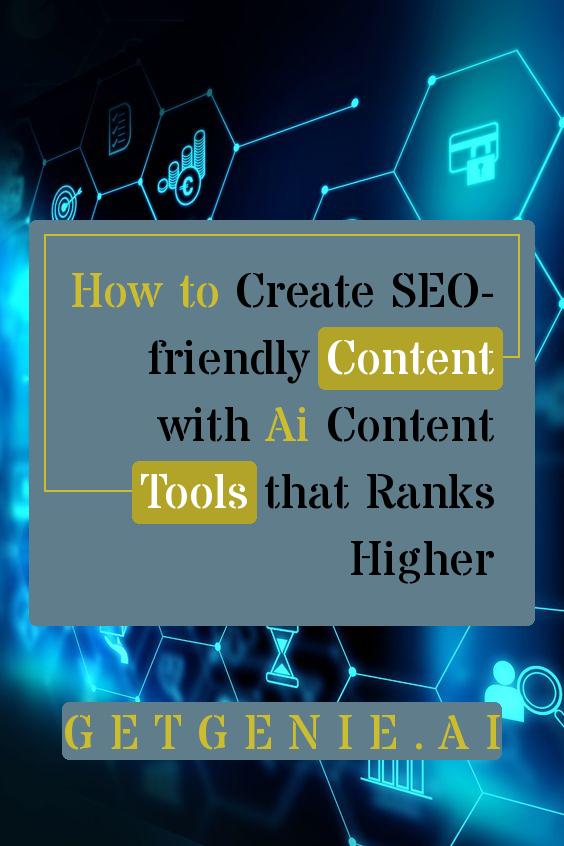 How to Create SEO-
friendly Content
with Ai Content
Tools that Ranks
Higher
GETGENIE.AI